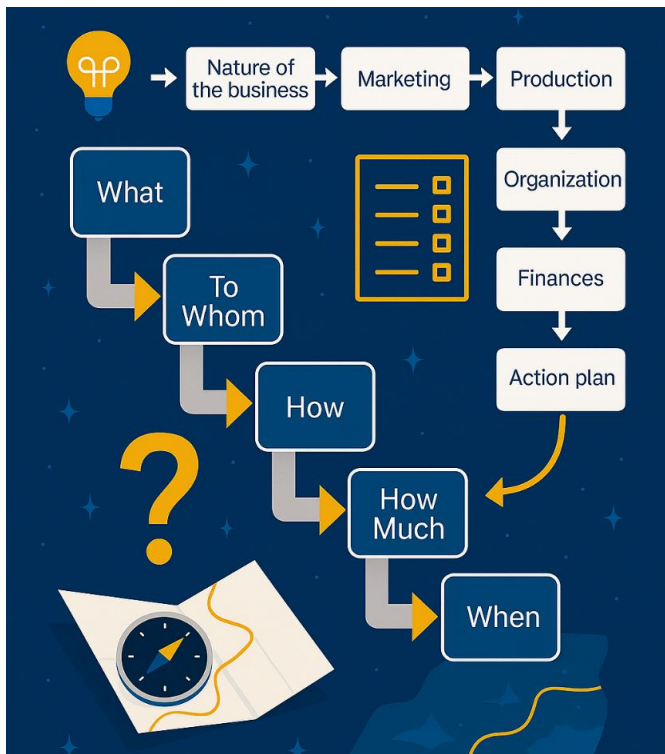 Nature of
the business
Marketing
Production
Organization
Finances
Action plan
What
To
Whom
How
How
Much
When